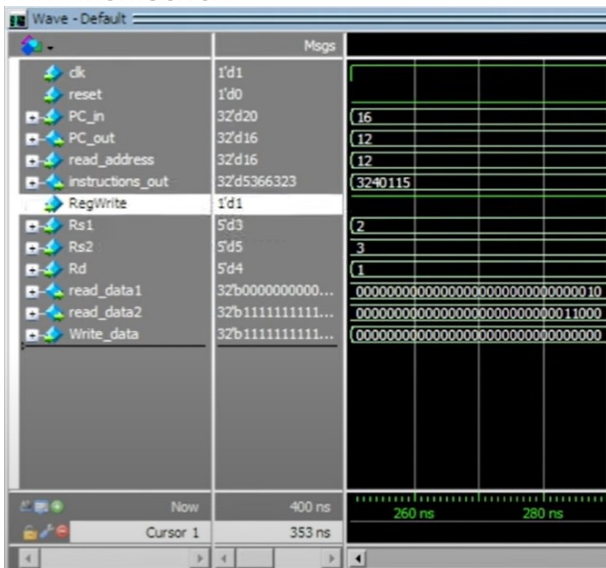 Wave - Default
Msgs
clk 1'd1
reset 1'd0
PC_in 32'd20 16
PC_out 32'd16 12
read_address 32'd16 12
instructions_out 32'd5366323 3240115
RegWrite 1'd1
Rs1 5'd3 2
Rs2 5'd5 3
Rd 5'd4 1
read_data1 32'b0000000000... 00000000000000000000000000000010
read_data2 32'b1111111111... 00000000000000000000000000011000
Write_data 32'b1111111111... 00000000000000000000000000000000
Now 400 ns 260 ns 280 ns
Cursor 1 353 ns